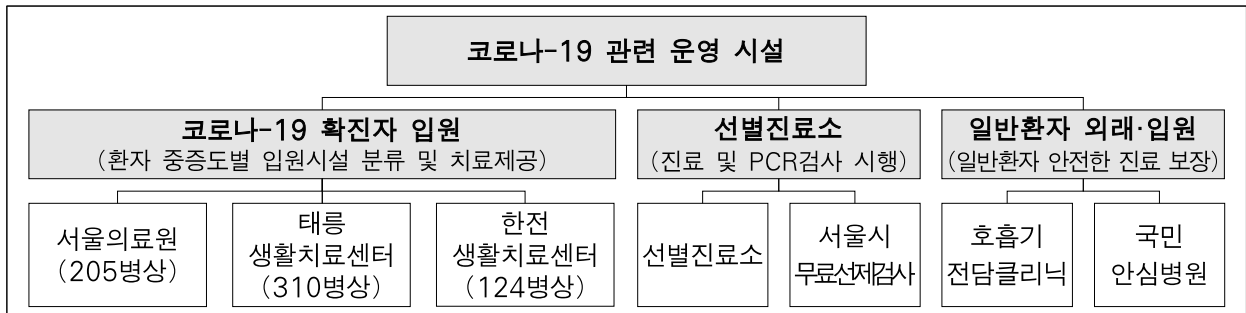 코로나-19 관련 운영 시설
코로나-19 확진자 입원
(환자 중증도별 입원시설 분류 및 치료제공)
선별진료소
(진료 및 PCR검사 시행)
일반환자 외래·입원
(일반환자 안전한 진료 보장)
서울의료원
(205병상)
태릉
생활치료센터
(310병상)
한전
생활치료센터
(124병상)
선별진료소
서울시
무료선제검사
호흡기
전담클리닉
국민
안심병원